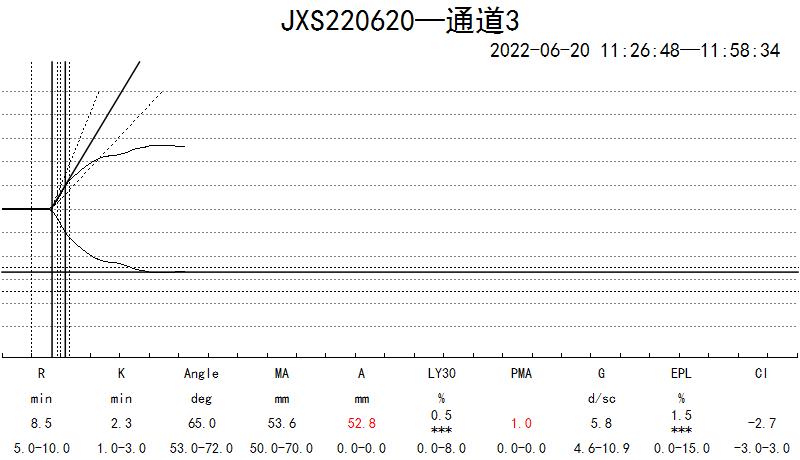 JXS220620—通道3
2022-06-20 11:26:48—11:58:34
R K Angle MA A LY30 PMA G EPL CI
min min deg mm mm % d/sc %
8.5 2.3 65.0 53.6 52.8 0.5 1.0 5.8 1.5 -2.7
*** ***
5.0-10.0 1.0-3.0 53.0-72.0 50.0-70.0 0.0-0.0 0.0-8.0 0.0-0.0 4.6-10.9 0.0-15.0 -3.0-3.0